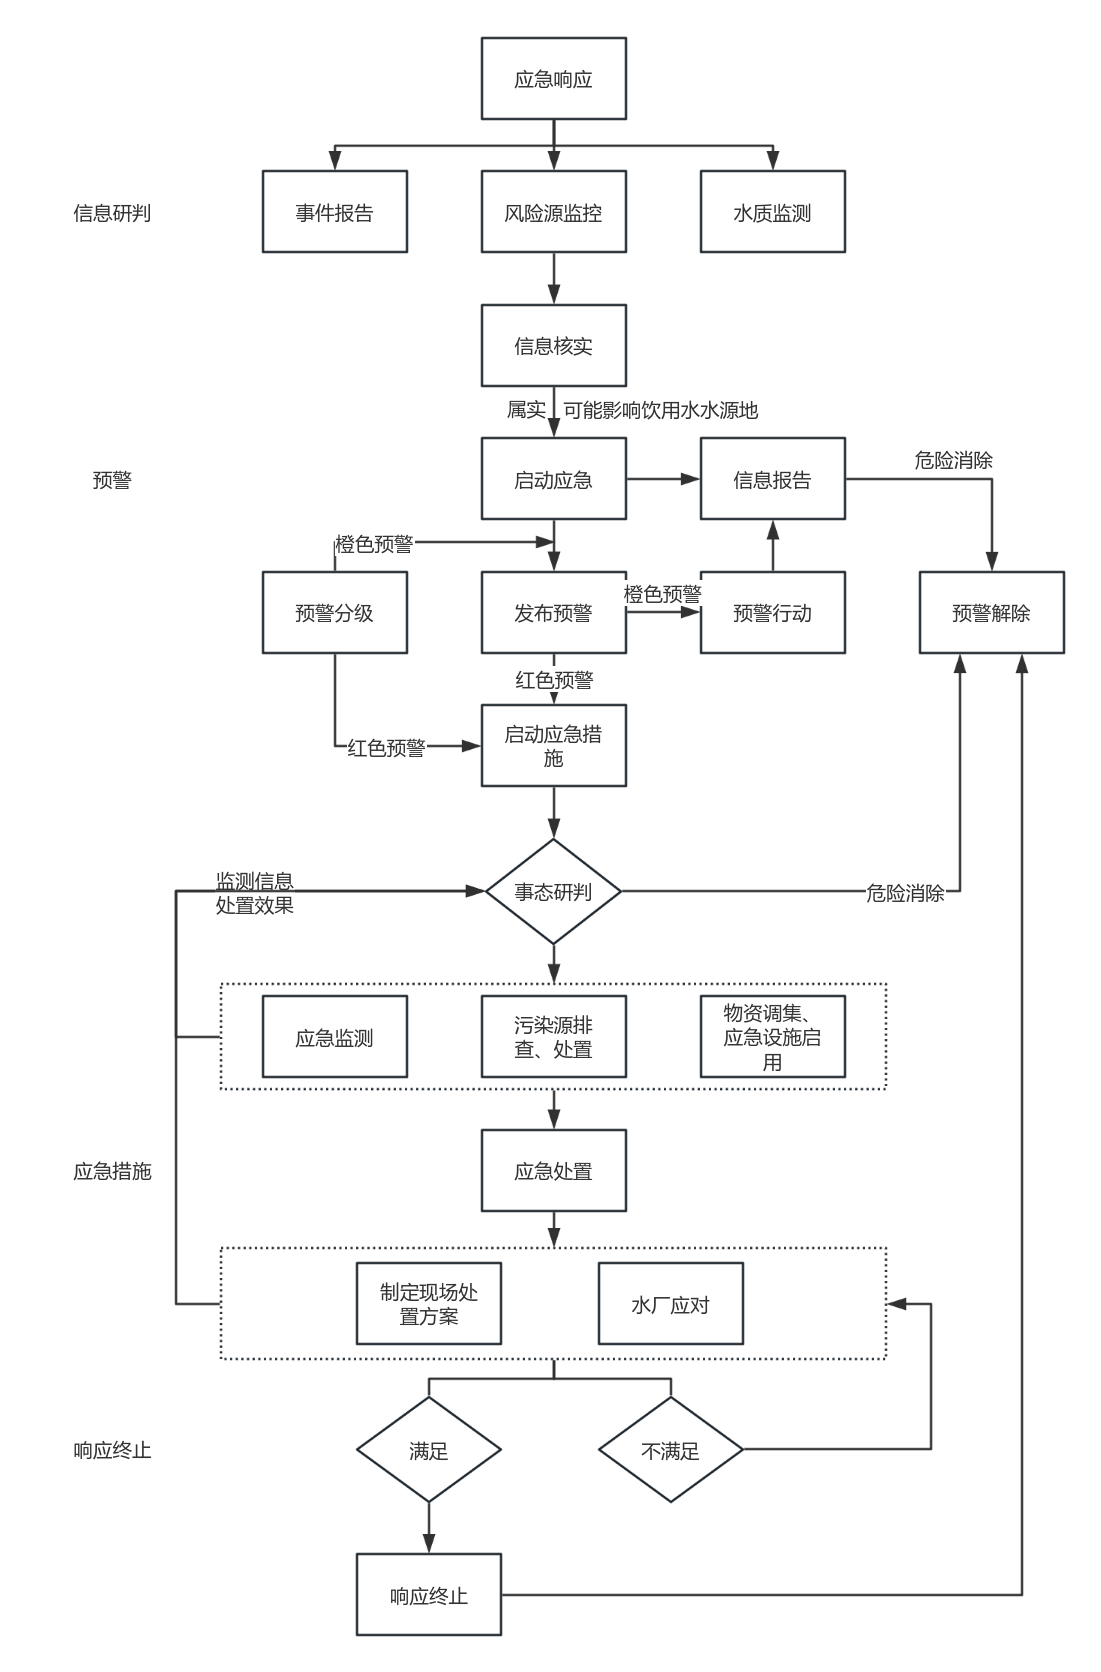 应急响应
信息研判
事件报告
风险源监控
水质监测
信息核实
属实
可能影响饮用水水源地
预警
启动应急
信息报告
危险消除
橙色预警
预警分级
发布预警
橙色预警
预警行动
预警解除
红色预警
启动应急措
施
红色预警
监测信息
处置效果
事态研判
危险消除
应急监测
污染源排
查、处置
物资调集、
应急设施启
用
应急措施
应急处置
制定现场处
置方案
水厂应对
响应终止
满足
不满足
响应终止